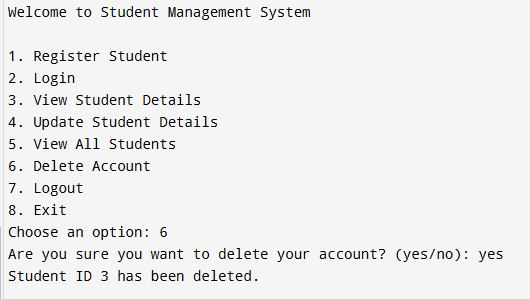 Welcome to Student Management System
1. Register Student
2. Login
3. View Student Details
4. Update Student Details
5. View All Students
6. Delete Account
7. Logout
8. Exit
Choose an option: 6
Are you sure you want to delete your account? (yes/no): yes
Student ID 3 has been deleted.